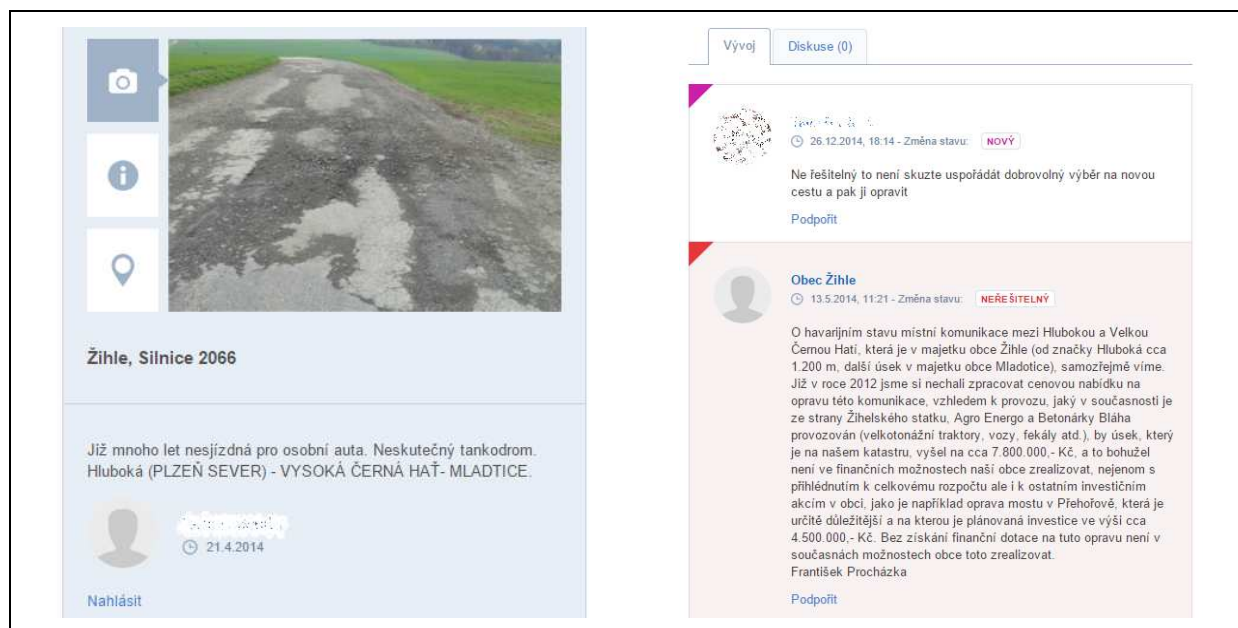 Žihle, Silnice 2066
Již mnoho let nesjízdná pro osobní auta. Neskutečný tankodrom.
Hluboká (PLZEŇ SEVER) - VYSOKÁ ČERNÁ HAŤ- MLADTICE.
21.4.2014
Nahlásit
Vývoj
Diskuse (0)
26.12.2014, 18:14 - Změna stavu: NOVÝ
Ne řešitelný to není skuzte uspořádát dobrovolný výběr na novou
cestu a pak ji opravit
Podpořit
Obec Žihle
13.5.2014, 11:21 - Změna stavu: NEŘEŠITELNÝ
O havarijním stavu místní komunikace mezi Hlubokou a Velkou
Černou Hatí, která je v majetku obce Žihle (od značky Hluboká cca
1.200 m, další úsek v majetku obce Mladotice), samozřejmě víme.
Již v roce 2012 jsme si nechali zpracovat cenovou nabídku na
opravu této komunikace, vzhledem k provozu, jaký v současnosti je
ze strany Žihelského statku, Agro Energo a Betonárky Bláha
provozován (velkotonážní traktory, vozy, fekály atd.), by úsek, který
je na našem katastru, vyšel na cca 7.800.000,- Kč, a to bohužel
není ve finančních možnostech naší obce zrealizovat, nejenom s
přihlédnutím k celkovému rozpočtu ale i k ostatním investičním
akcím v obci, jako je například oprava mostu v Přehořově, která je
určitě důležitější a na kterou je plánovaná investice ve výši cca
4.500.000,- Kč. Bez získání finanční dotace na tuto opravu není v
současnách možnostech obce toto zrealizovat.
František Procházka
Podpořit